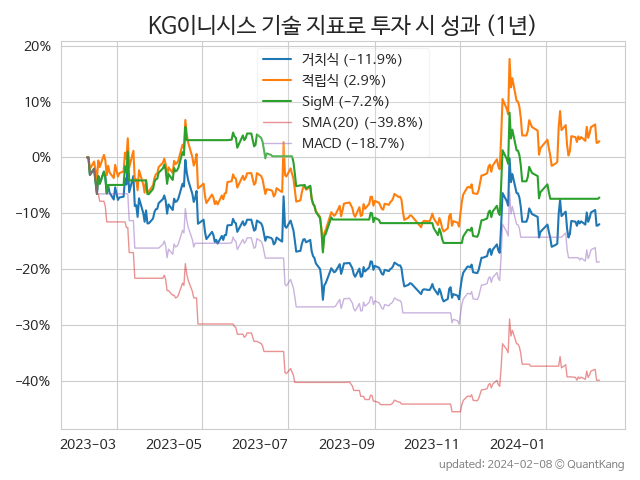 KG이니시스 기술 지표로 투자 시 성과 (1년)
거치식 (−11.9%)
적립식 (2.9%)
SigM (−7.2%)
SMA(20) (−39.8%)
MACD (−18.7%)
20%
10%
0%
−10%
−20%
−30%
−40%
2023-03 2023-05 2023-07 2023-09 2023-11 2024-01
updated: 2024-02-08 © QuantKang